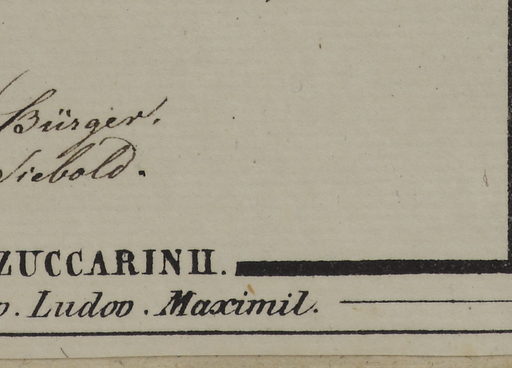 Bürger.
Siebold.
ZUCCARINII.
. Ludov. Maximil.